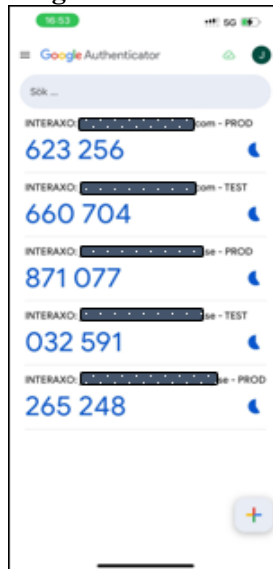 16:53
5G
Google Authenticator
J
Sök ...
INTERAXO: com - PROD
623 256
INTERAXO: com - TEST
660 704
INTERAXO: se - PROD
871 077
INTERAXO: se - TEST
032 591
INTERAXO: se - PROD
265 248